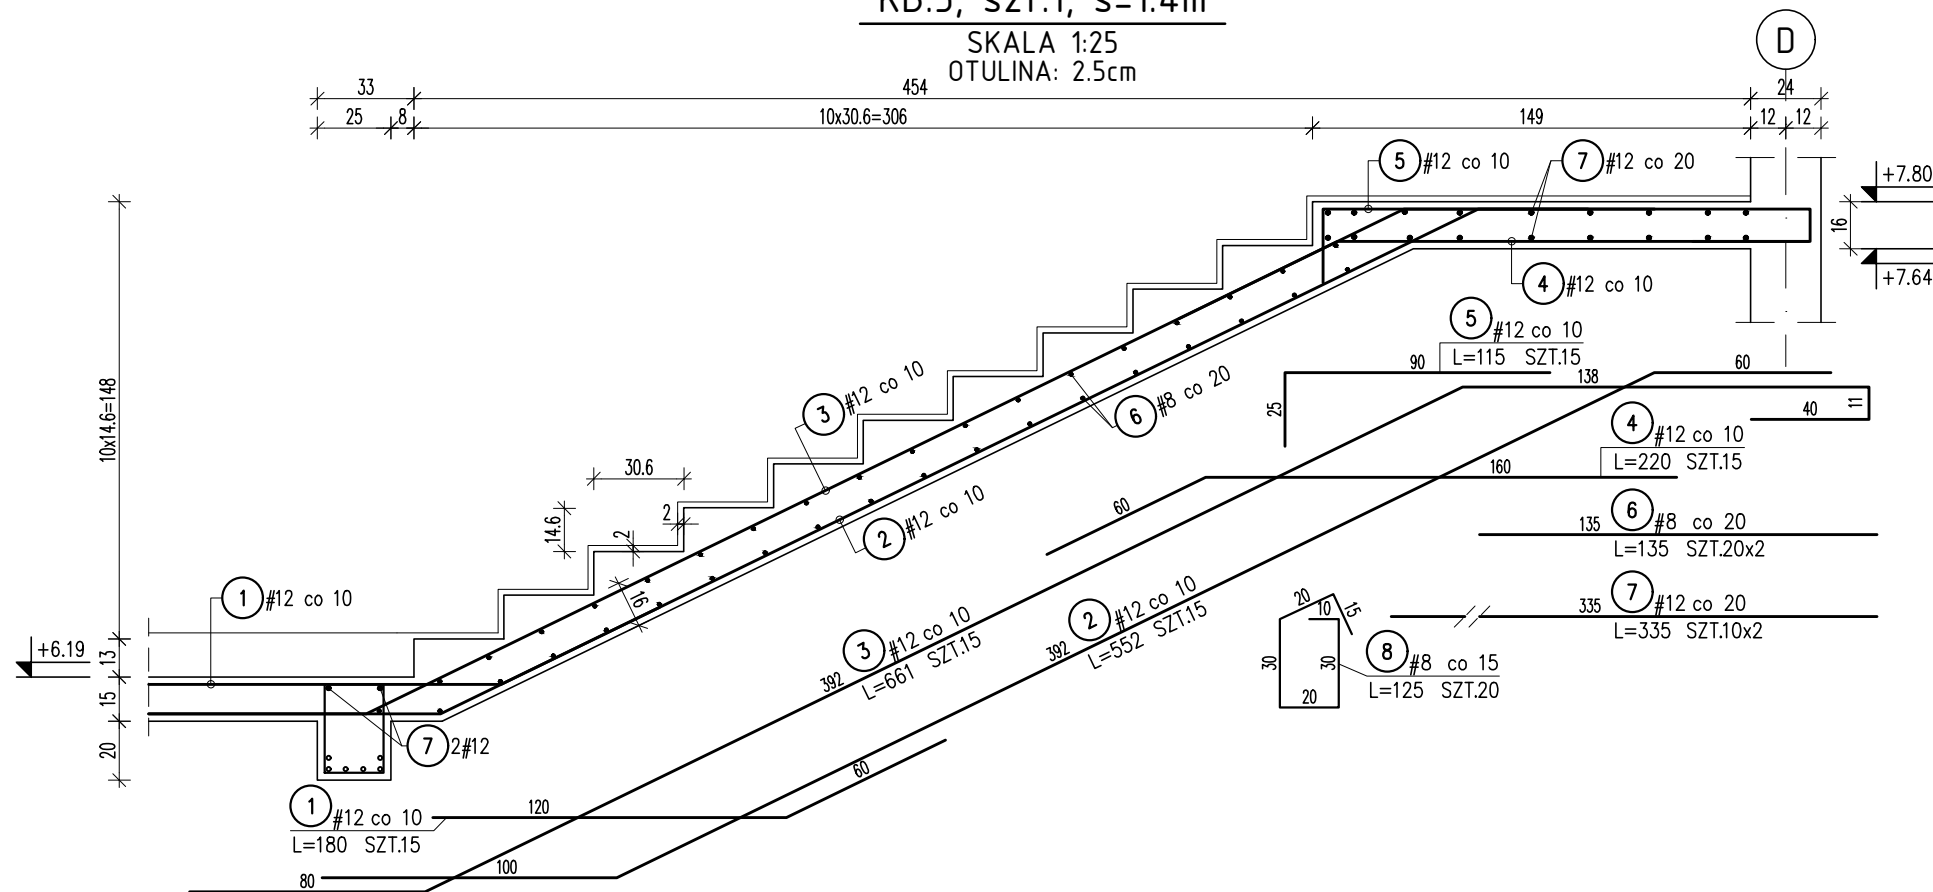 SZT.1, s=1.4m
SKALA 1:25
OTULINA: 2.5cm
D
33
454
24
25
8
10x30.6=306
149
12
12
5 #12 co 10
7 #12 co 20
+7.80
16
+7.64
4 #12 co 10
5 #12 co 10
L=115 SZT.15
90
25
60
138
11
40
10x14.6=148
3 #12 co 10
6 #8 co 20
4 #12 co 10
L=220 SZT.15
160
60
30.6
14.6
2
2
2 #12 co 10
16
6 #8 co 20
135
L=135 SZT.20x2
1 #12 co 10
7 #12 co 20
335
L=335 SZT.10x2
+6.19
13
15
20
3 #12 co 10
392
L=661 SZT.15
2 #12 co 10
392
L=552 SZT.15
20
10
15
30
30
20
8 #8 co 15
L=125 SZT.20
7 2#12
60
1 #12 co 10
L=180 SZT.15
120
100
80